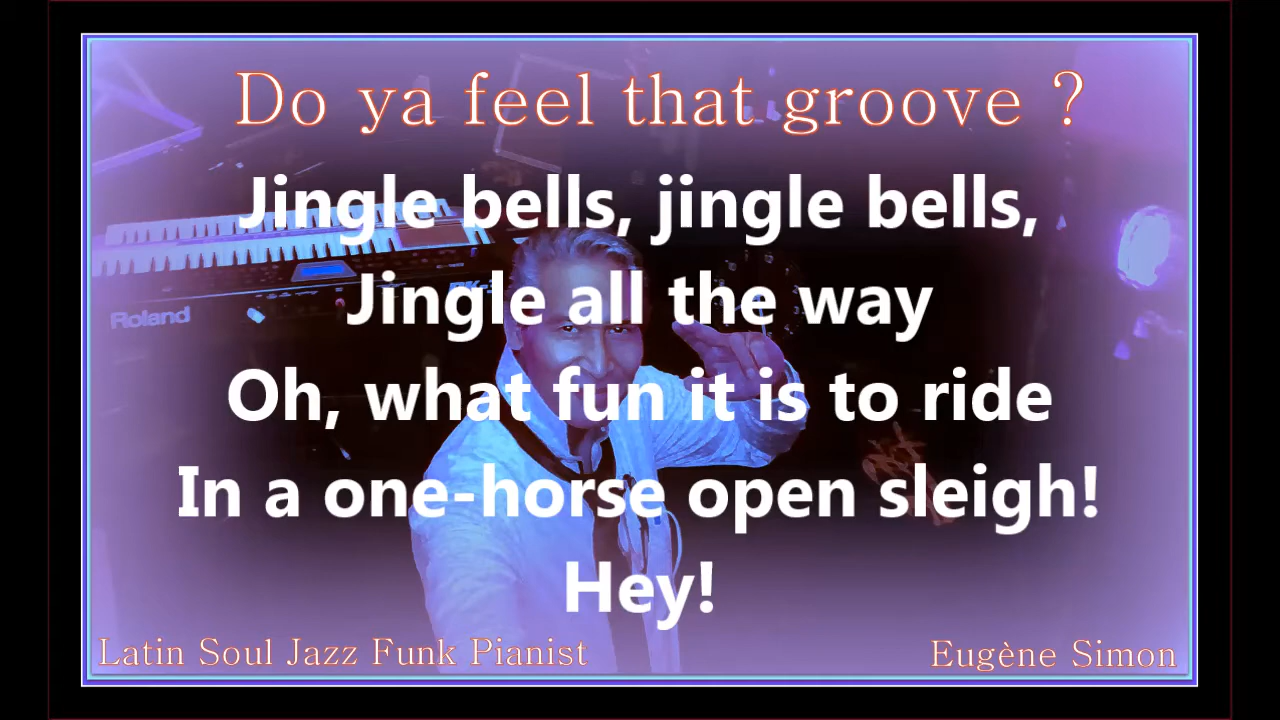 Do ya feel that groove ?
Jingle bells, jingle bells,
Jingle all the way
Oh, what fun it is to ride
In a one-horse open sleigh!
Hey!
Roland
Latin Soul Jazz Funk Pianist
Eugène Simon